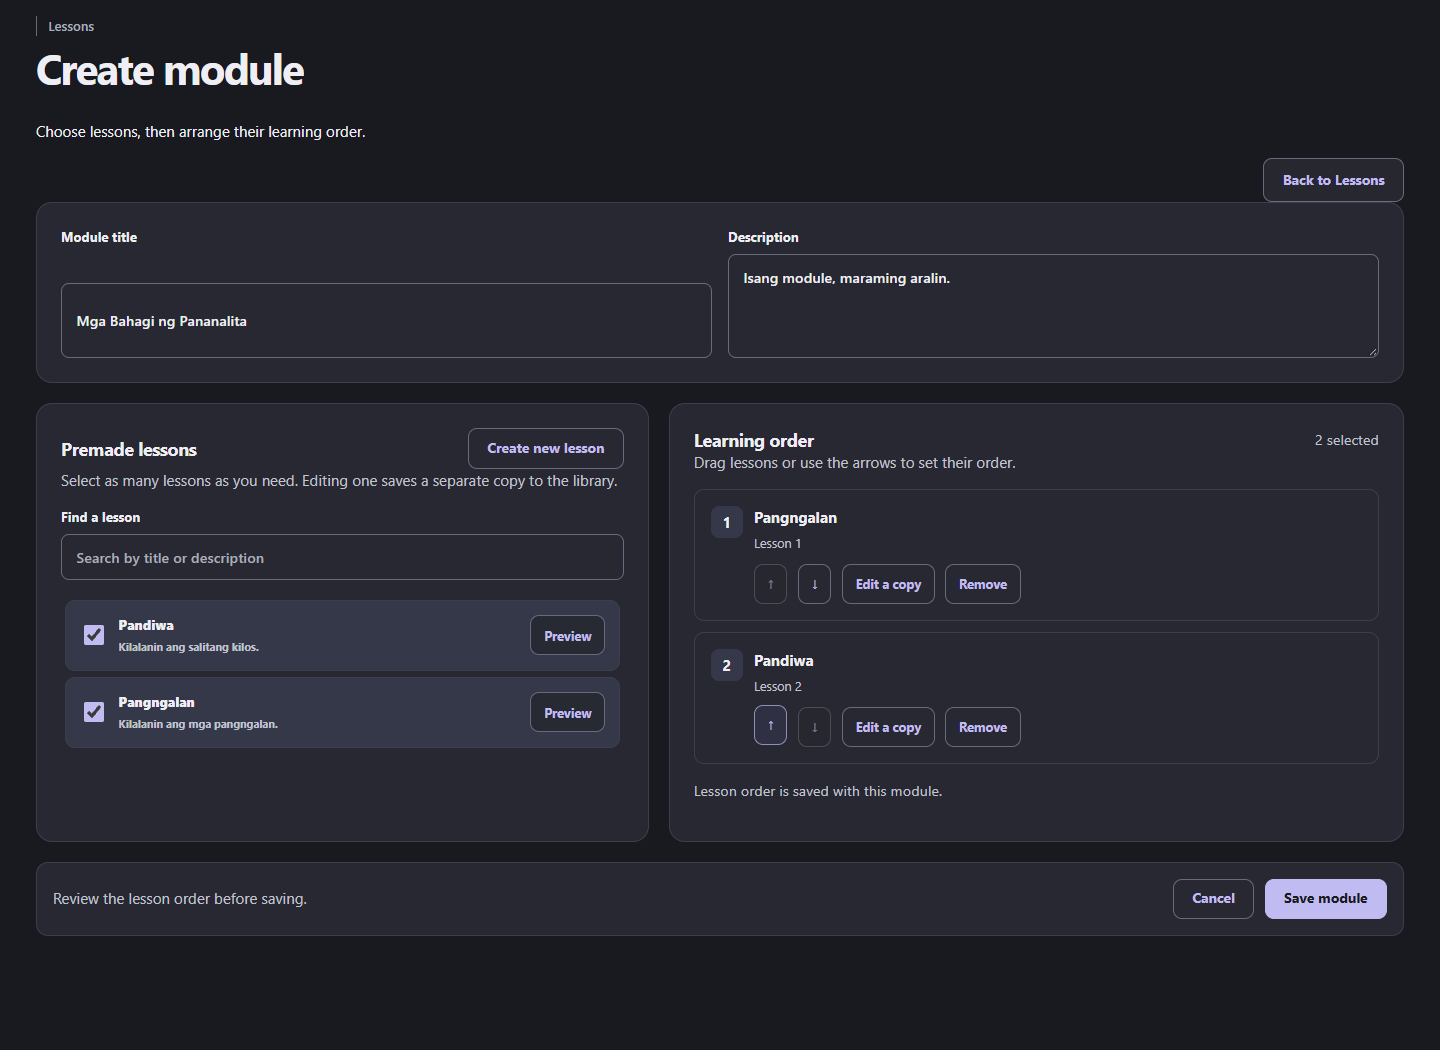 Lessons
Create module
Choose lessons, then arrange their learning order.
Back to Lessons
Module title
Mga Bahagi ng Pananalita
Description
Isang module, maraming aralin.
Premade lessons
Create new lesson
Select as many lessons as you need. Editing one saves a separate copy to the library.
Find a lesson
Search by title or description
Pandiwa
Kilalanin ang salitang kilos.
Preview
Pangngalan
Kilalanin ang mga pangngalan.
Preview
Learning order
2 selected
Drag lessons or use the arrows to set their order.
1
Pangngalan
Lesson 1
↑ ↓ Edit a copy Remove
2
Pandiwa
Lesson 2
↑ ↓ Edit a copy Remove
Lesson order is saved with this module.
Review the lesson order before saving.
Cancel
Save module